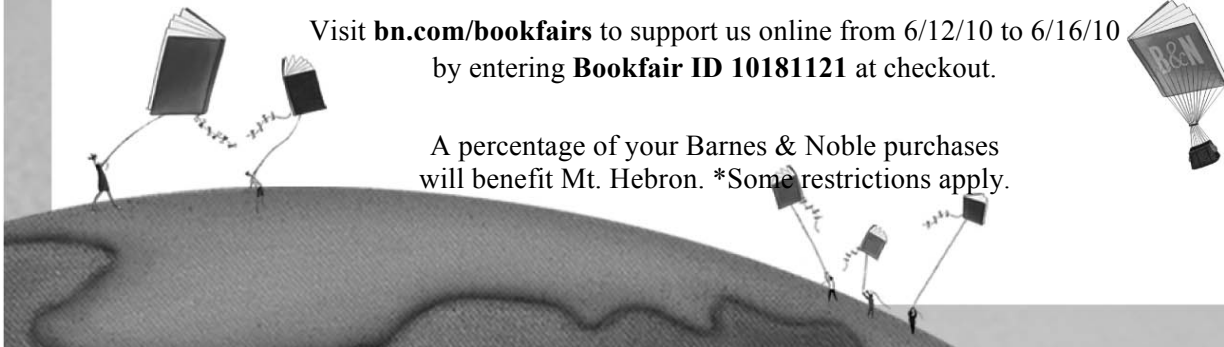 Visit bn.com/bookfairs to support us online from 6/12/10 to 6/16/10
by entering Bookfair ID 10181121 at checkout.
A percentage of your Barnes & Noble purchases
will benefit Mt. Hebron. *Some restrictions apply.
B&N